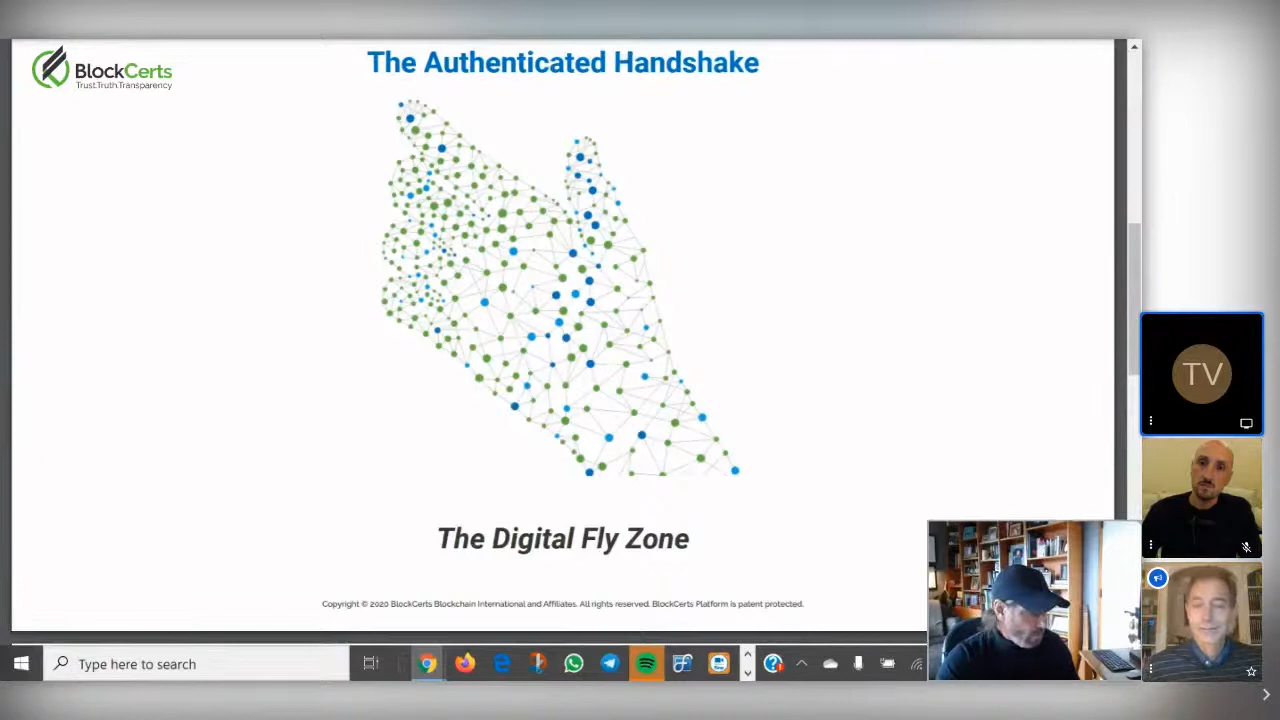 BlockCerts
Trust.Truth.Transparency
The Authenticated Handshake
The Digital Fly Zone
Copyright © 2020 BlockCerts Blockchain International and Affiliates. All rights reserved. BlockCerts Platform is patent protected.
TV
Type here to search